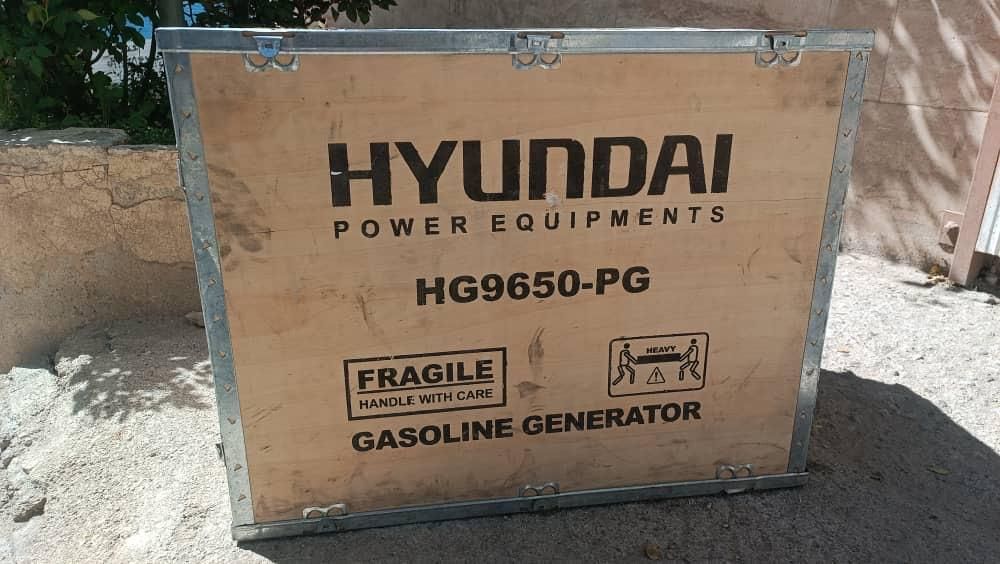 HYUNDAI
POWER EQUIPMENTS
HG9650-PG
FRAGILE
HANDLE WITH CARE
HEAVY
GASOLINE GENERATOR